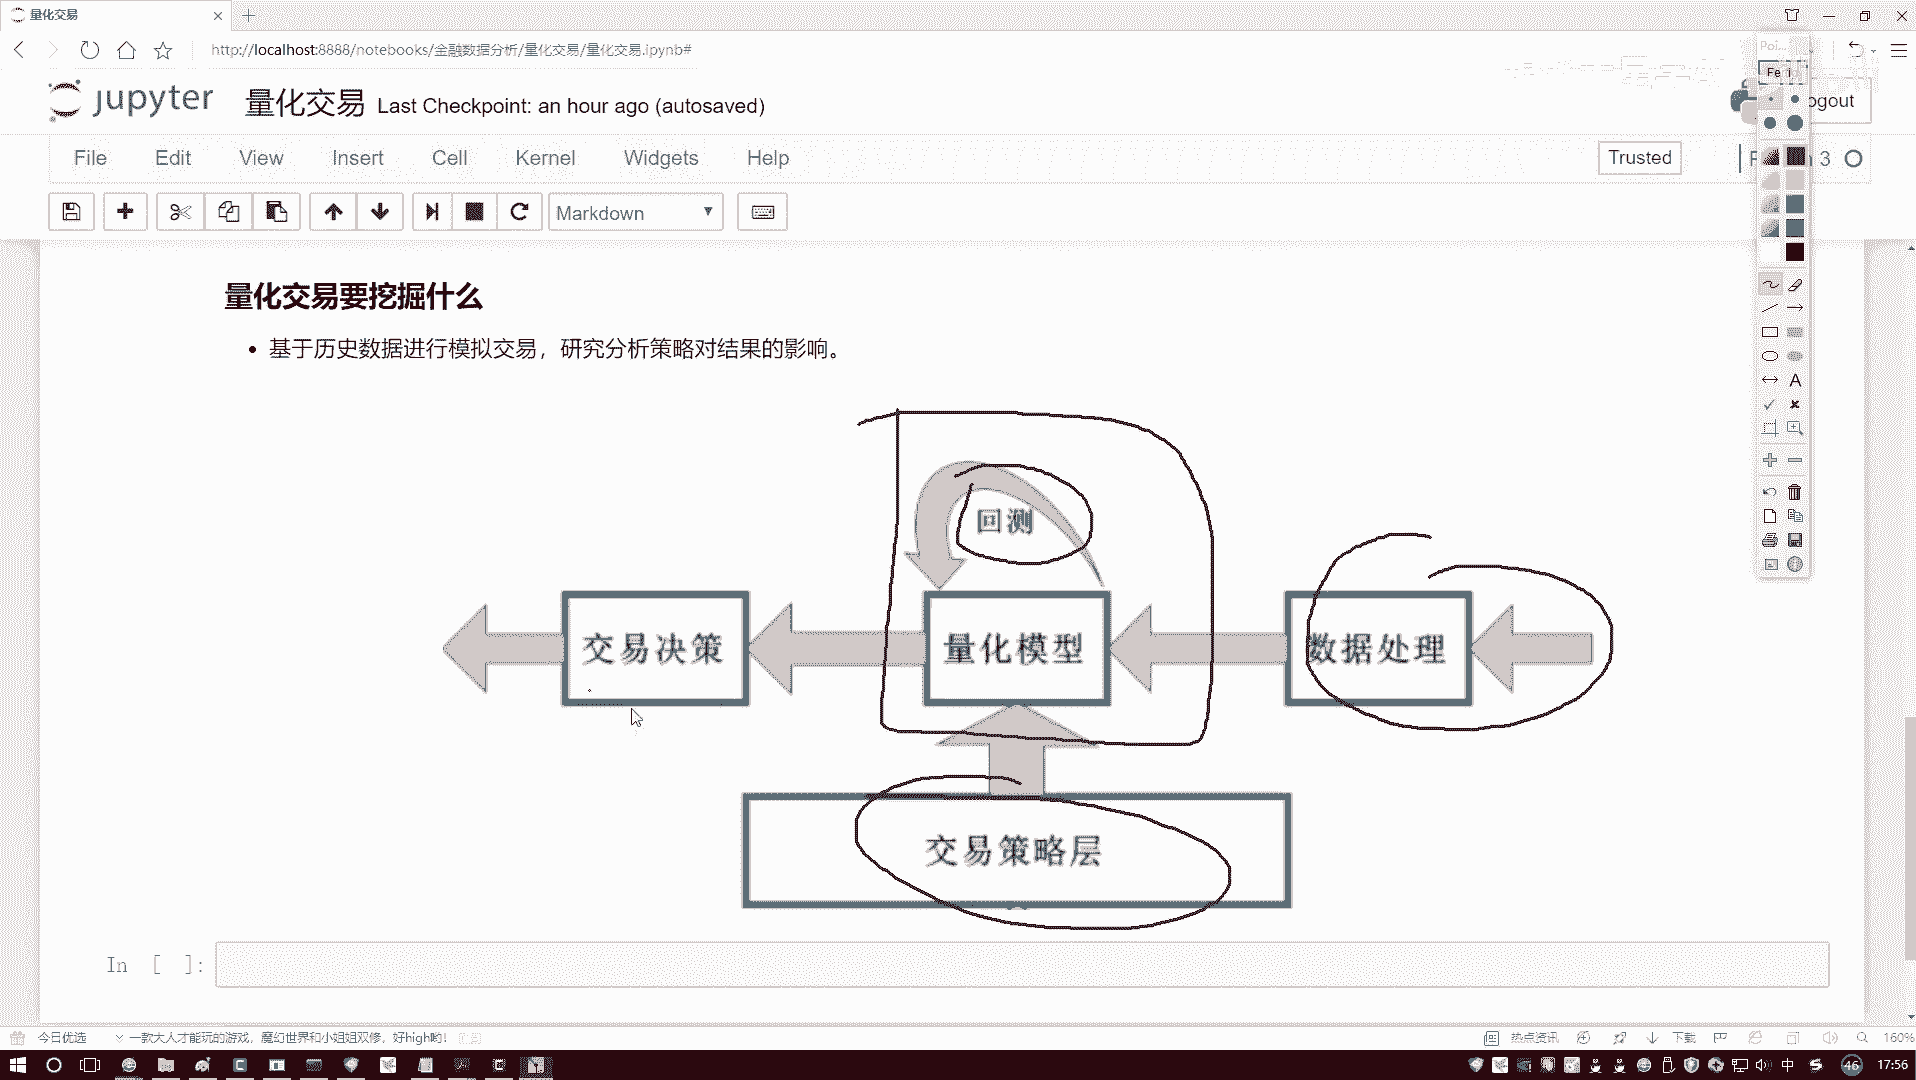 量化交易
http://localhost:8888/notebooks/金融数据分析/量化交易/量化交易.ipynb#
Poi...
Fe
jupyter 量化交易 Last Checkpoint: an hour ago (autosaved)
ogout
File Edit View Insert Cell Kernel Widgets Help
Trusted
3
Markdown
量化交易要挖掘什么
基于历史数据进行模拟交易，研究分析策略对结果的影响。
回测
交易决策 量化模型 数据处理
交易策略层
In [ ]:
今日优选 一款大人才能玩的游戏，魔幻世界和小姐姐双修，好high哟!
热点资讯 下载 160%
中 46 17:56